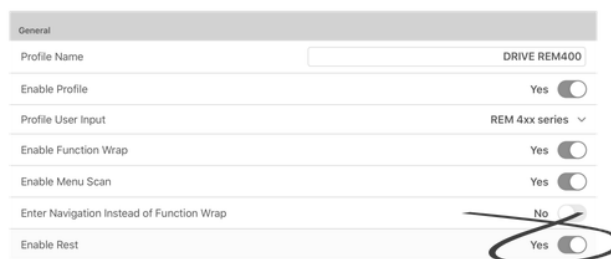 General
Profile Name DRIVE REM400
Enable Profile Yes
Profile User Input REM 4xx series
Enable Function Wrap Yes
Enable Menu Scan Yes
Enter Navigation Instead of Function Wrap No
Enable Rest Yes